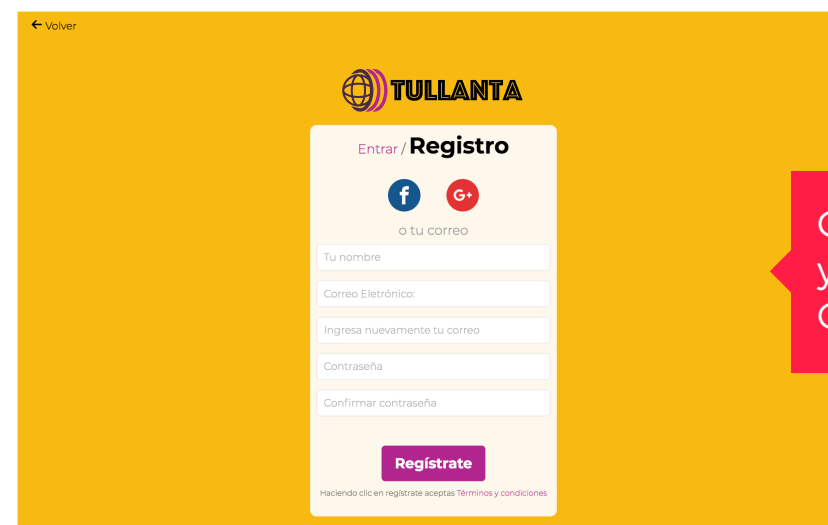 ← Volver
TULLANTA
Entrar / Registro
f G+
o tu correo
Tu nombre
Correo Eletrónico:
Ingresa nuevamente tu correo
Contraseña
Confirmar contraseña
Regístrate
Haciendo clic en regístrate aceptas Términos y condiciones
y